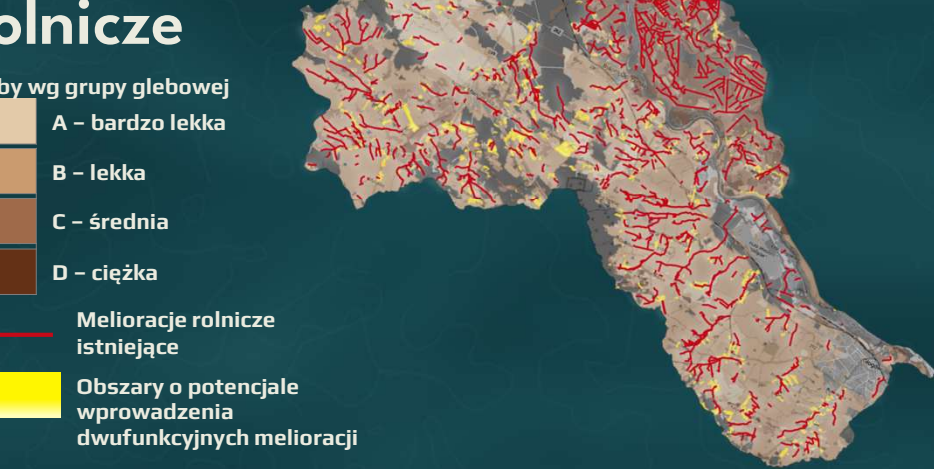 olnicze
by wg grupy glebowej
A – bardzo lekka
B – lekka
C – średnia
D – ciężka
Melioracje rolnicze
istniejące
Obszary o potencjale
wprowadzenia
dwufunkcyjnych melioracji